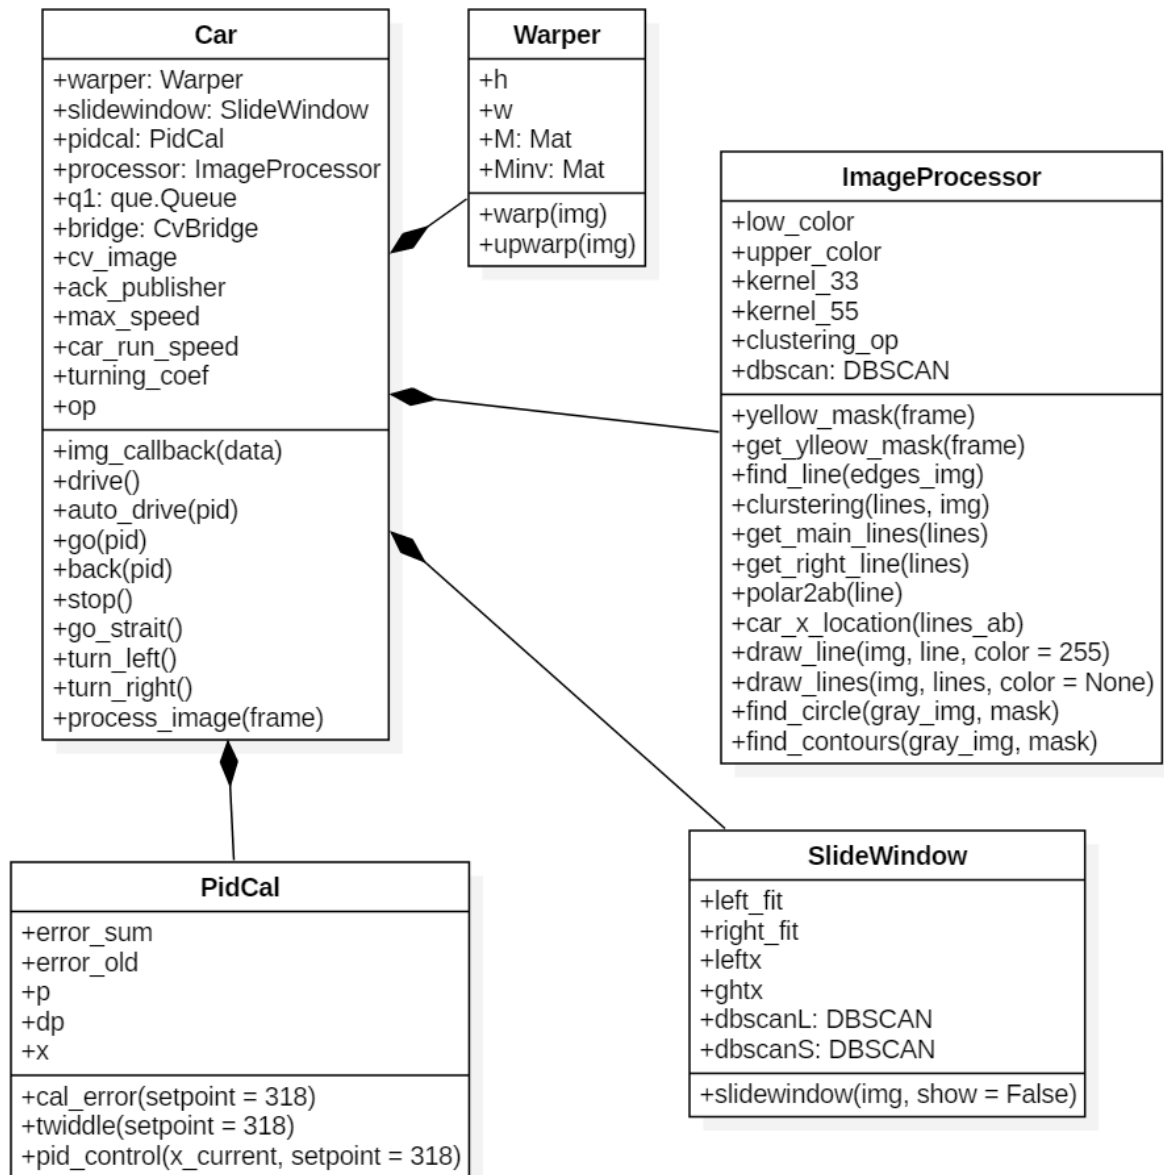 Car
+warper: Warper
+slidewindow: SlideWindow
+pidcal: PidCal
+processor: ImageProcessor
+q1: que.Queue
+bridge: CvBridge
+cv_image
+ack_publisher
+max_speed
+car_run_speed
+turning_coef
+op
+img_callback(data)
+drive()
+auto_drive(pid)
+go(pid)
+back(pid)
+stop()
+go_strait()
+turn_left()
+turn_right()
+process_image(frame)
Warper
+h
+w
+M: Mat
+Minv: Mat
+warp(img)
+upwarp(img)
ImageProcessor
+low_color
+upper_color
+kernel_33
+kernel_55
+clustering_op
+dbscan: DBSCAN
+yellow_mask(frame)
+get_ylleow_mask(frame)
+find_line(edges_img)
+clurstering(lines, img)
+get_main_lines(lines)
+get_right_line(lines)
+polar2ab(line)
+car_x_location(lines_ab)
+draw_line(img, line, color = 255)
+draw_lines(img, lines, color = None)
+find_circle(gray_img, mask)
+find_contours(gray_img, mask)
PidCal
+error_sum
+error_old
+p
+dp
+x
+cal_error(setpoint = 318)
+twiddle(setpoint = 318)
+pid_control(x_current, setpoint = 318)
SlideWindow
+left_fit
+right_fit
+leftx
+ghtx
+dbscanL: DBSCAN
+dbscanS: DBSCAN
+slidewindow(img, show = False)